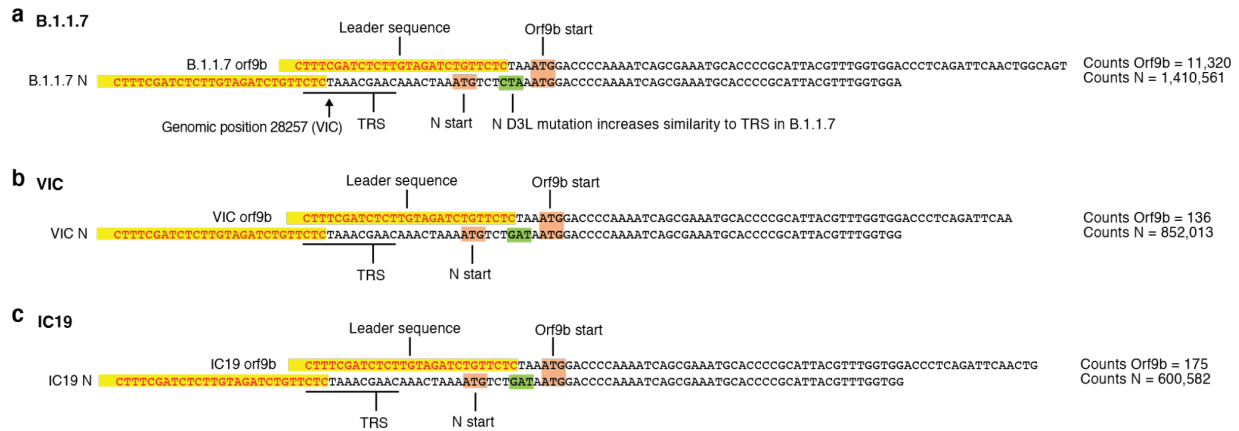 a B.1.1.7
Leader sequence
Orf9b start
B.1.1.7 orf9b CTTTCGATCTCTTGTAGATCTGTTCTCTAAATGGACCCCAAAATCAGCGAAATGCACCCCGCATTACGTTTGGTGGACCCTCAGATTCAACTGGCAGT Counts Orf9b = 11,320
B.1.1.7 N CTTTCGATCTCTTGTAGATCTGTTCTCTAAACGAACAAACTAAAATGTCTCTAAATGGACCCCAAAATCAGCGAAATGCACCCCGCATTACGTTTGGTGGA Counts N = 1,410,561
Genomic position 28257 (VIC)
TRS
N start
N D3L mutation increases similarity to TRS in B.1.1.7
b VIC
Leader sequence
Orf9b start
VIC orf9b CTTTCGATCTCTTGTAGATCTGTTCTCTAAATGGACCCCAAAATCAGCGAAATGCACCCCGCATTACGTTTGGTGGACCCTCAGATTCAA Counts Orf9b = 136
VIC N CTTTCGATCTCTTGTAGATCTGTTCTCTAAACGAACAAACTAAAATGTCTGATAATGGACCCCAAAATCAGCGAAATGCACCCCGCATTACGTTTGGTGG Counts N = 852,013
TRS
N start
c IC19
Leader sequence
Orf9b start
IC19 orf9b CTTTCGATCTCTTGTAGATCTGTTCTCTAAATGGACCCCAAAATCAGCGAAATGCACCCCGCATTACGTTTGGTGGACCCTCAGATTCAACTG Counts Orf9b = 175
IC19 N CTTTCGATCTCTTGTAGATCTGTTCTCTAAACGAACAAACTAAAATGTCTGATAATGGACCCCAAAATCAGCGAAATGCACCCCGCATTACGTTTGGTGG Counts N = 600,582
TRS
N start